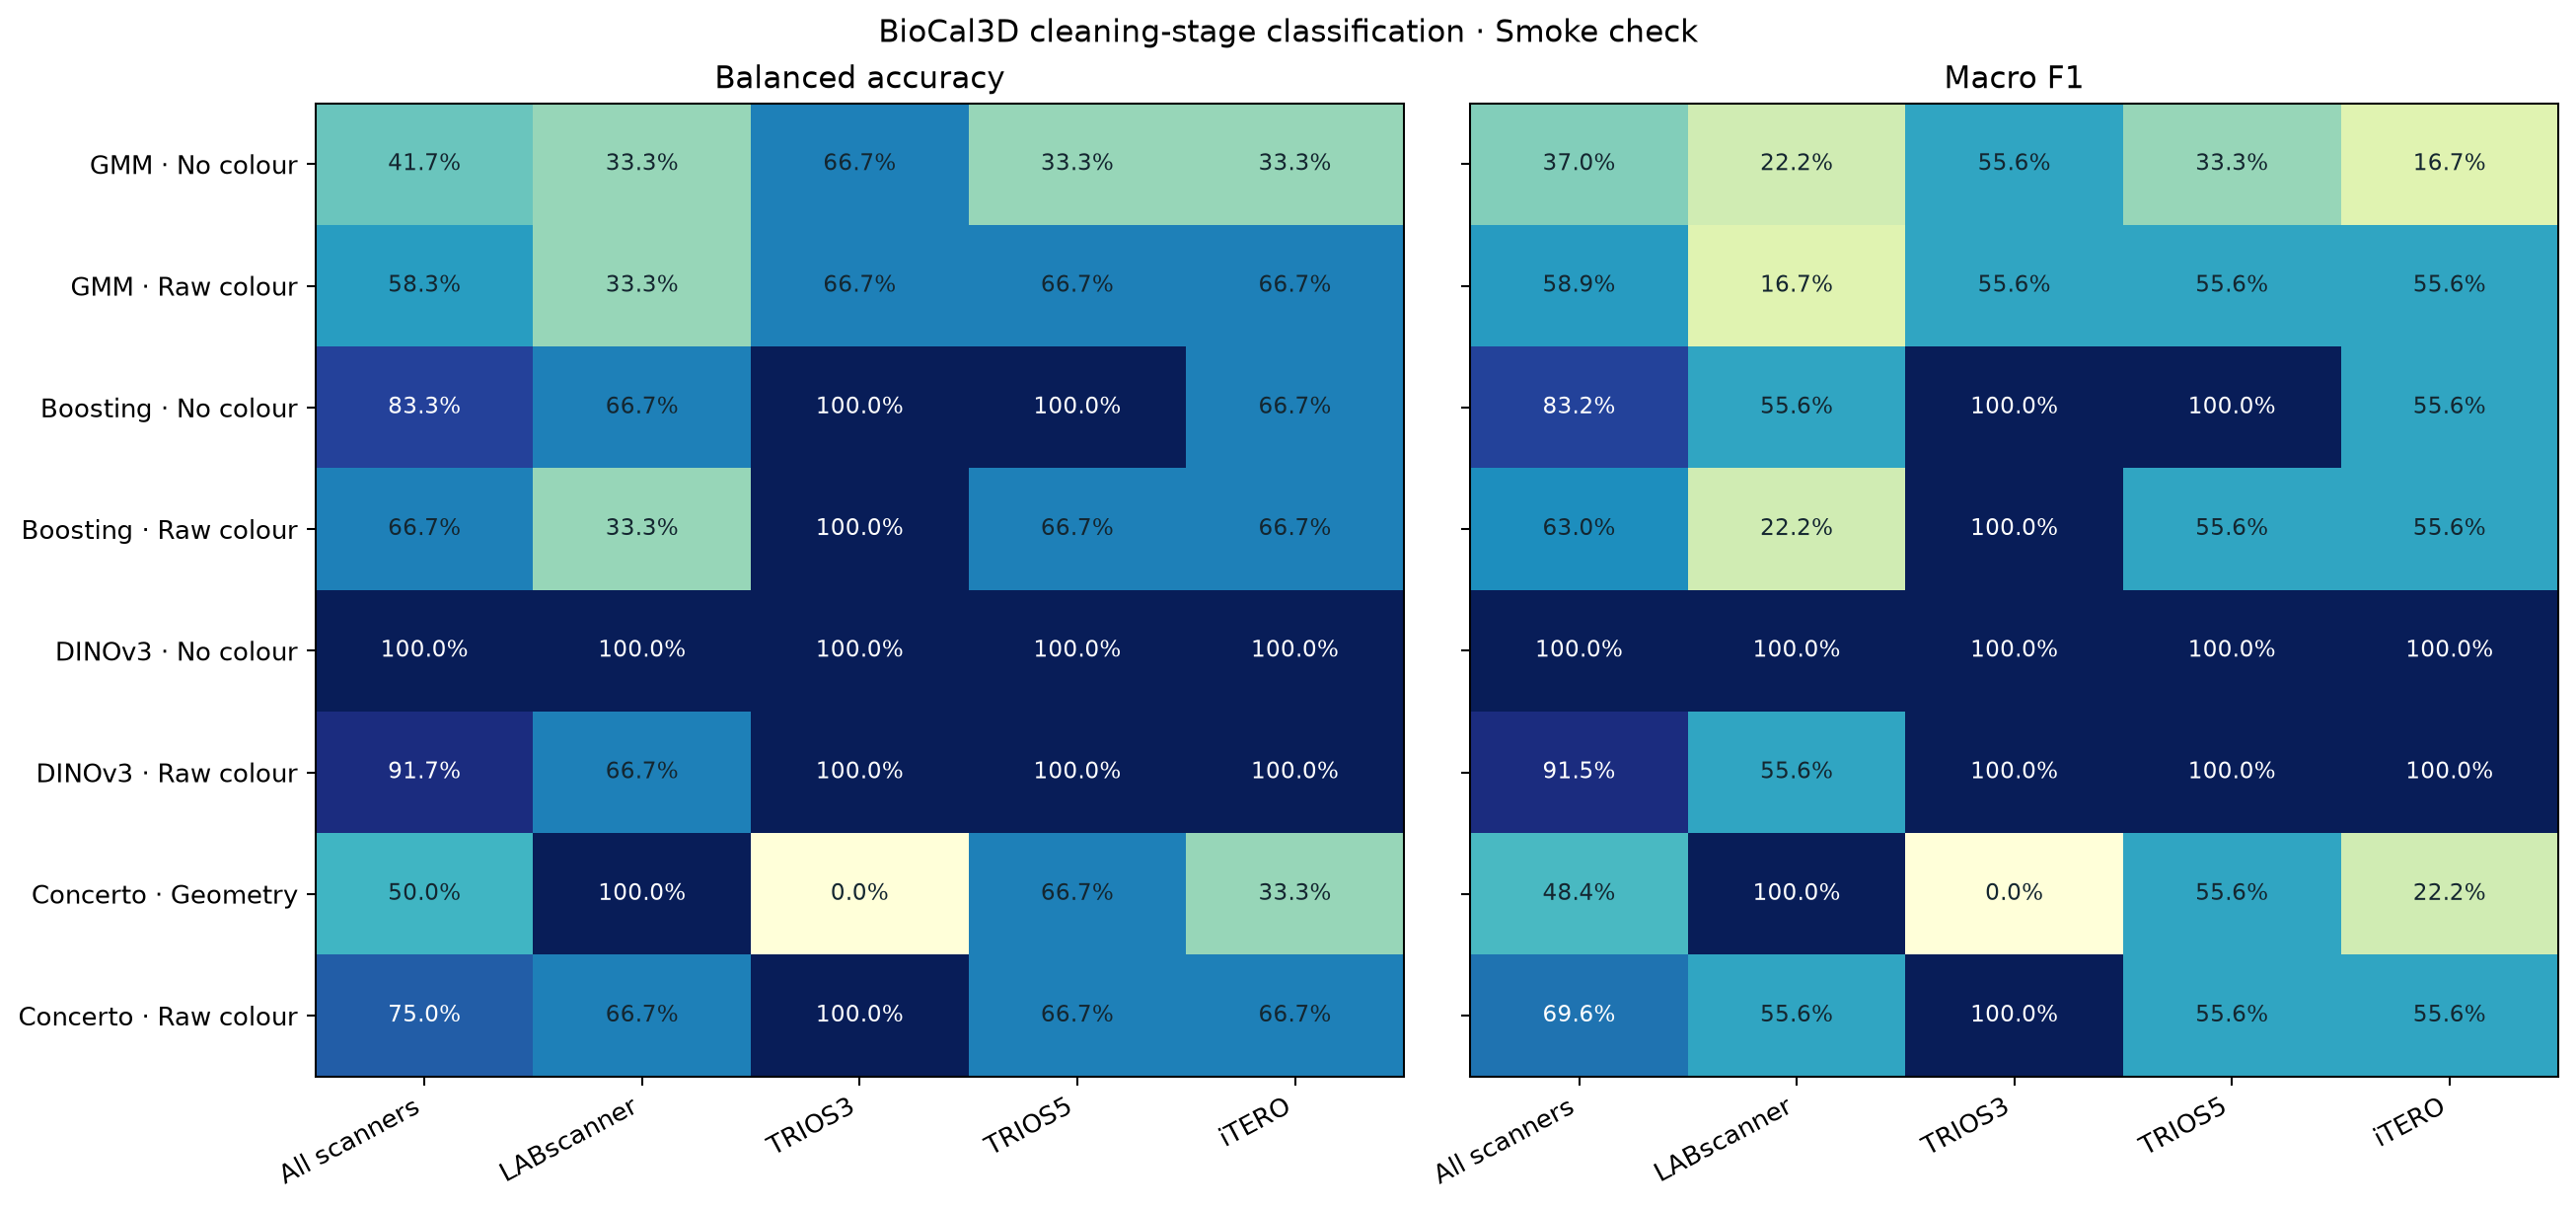 BioCal3D cleaning-stage classification · Smoke check
Balanced accuracy
Macro F1
GMM · No colour 41.7% 33.3% 66.7% 33.3% 33.3% 37.0% 22.2% 55.6% 33.3% 16.7%
GMM · Raw colour 58.3% 33.3% 66.7% 66.7% 66.7% 58.9% 16.7% 55.6% 55.6% 55.6%
Boosting · No colour 83.3% 66.7% 100.0% 100.0% 66.7% 83.2% 55.6% 100.0% 100.0% 55.6%
Boosting · Raw colour 66.7% 33.3% 100.0% 66.7% 66.7% 63.0% 22.2% 100.0% 55.6% 55.6%
DINOv3 · No colour 100.0% 100.0% 100.0% 100.0% 100.0% 100.0% 100.0% 100.0% 100.0% 100.0%
DINOv3 · Raw colour 91.7% 66.7% 100.0% 100.0% 100.0% 91.5% 55.6% 100.0% 100.0% 100.0%
Concerto · Geometry 50.0% 100.0% 0.0% 66.7% 33.3% 48.4% 100.0% 0.0% 55.6% 22.2%
Concerto · Raw colour 75.0% 66.7% 100.0% 66.7% 66.7% 69.6% 55.6% 100.0% 55.6% 55.6%
All scanners LABscanner TRIOS3 TRIOS5 iTERO All scanners LABscanner TRIOS3 TRIOS5 iTERO